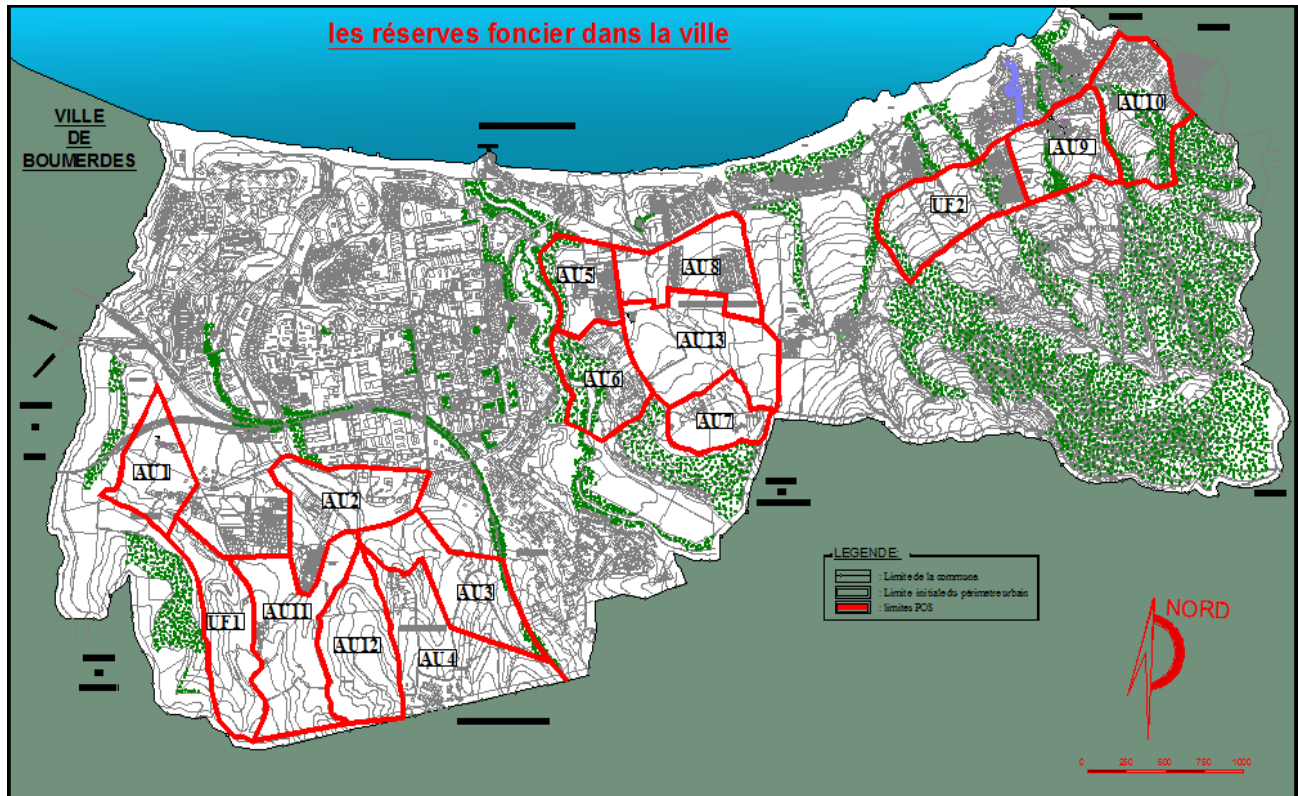 les réserves foncier dans la ville
VILLE
DE
BOUMERDES
AU10
AU9
UF2
AU5
AU8
AU13
AU6
AU7
AU1
AU2
AU3
UF1
AU11
AU12
AU4
LEGENDE:
: Limite de la commune.
: Limite initiale du périmetre urbain
: limites POS
NORD
0 250 500 750 1000